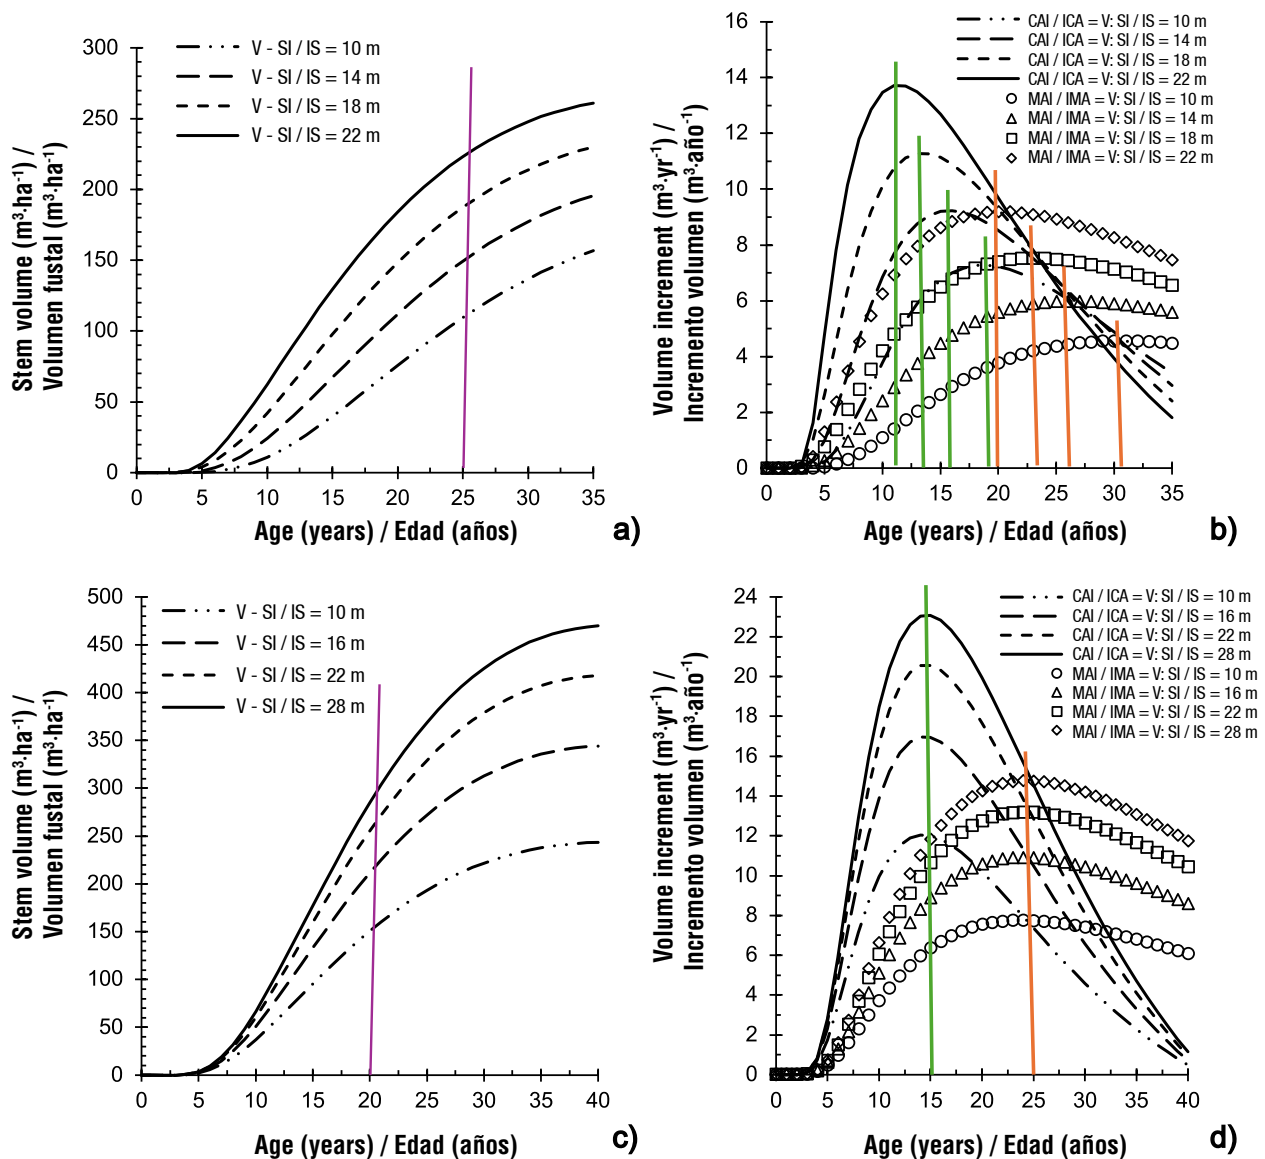 Stem volume (m³·ha⁻¹) /
Volumen fustal (m³·ha⁻¹)
300
250
200
150
100
50
0
V - SI / IS = 10 m
V - SI / IS = 14 m
V - SI / IS = 18 m
V - SI / IS = 22 m
0 5 10 15 20 25 30 35
Age (years) / Edad (años)
a)
Volume increment (m³·yr⁻¹) /
Incremento volumen (m³·año⁻¹)
16
14
12
10
8
6
4
2
0
CAI / ICA = V: SI / IS = 10 m
CAI / ICA = V: SI / IS = 14 m
CAI / ICA = V: SI / IS = 18 m
CAI / ICA = V: SI / IS = 22 m
MAI / IMA = V: SI / IS = 10 m
MAI / IMA = V: SI / IS = 14 m
MAI / IMA = V: SI / IS = 18 m
MAI / IMA = V: SI / IS = 22 m
0 5 10 15 20 25 30 35
Age (years) / Edad (años)
b)
Stem volume (m³·ha⁻¹) /
Volumen fustal (m³·ha⁻¹)
500
450
400
350
300
250
200
150
100
50
0
V - SI / IS = 10 m
V - SI / IS = 16 m
V - SI / IS = 22 m
V - SI / IS = 28 m
0 5 10 15 20 25 30 35 40
Age (years) / Edad (años)
c)
Volume increment (m³·yr⁻¹) /
Incremento volumen (m³·año⁻¹)
24
22
20
18
16
14
12
10
8
6
4
2
0
CAI / ICA = V: SI / IS = 10 m
CAI / ICA = V: SI / IS = 16 m
CAI / ICA = V: SI / IS = 22 m
CAI / ICA = V: SI / IS = 28 m
MAI / IMA = V: SI / IS = 10 m
MAI / IMA = V: SI / IS = 16 m
MAI / IMA = V: SI / IS = 22 m
MAI / IMA = V: SI / IS = 28 m
0 5 10 15 20 25 30 35 40
Age (years) / Edad (años)
d)